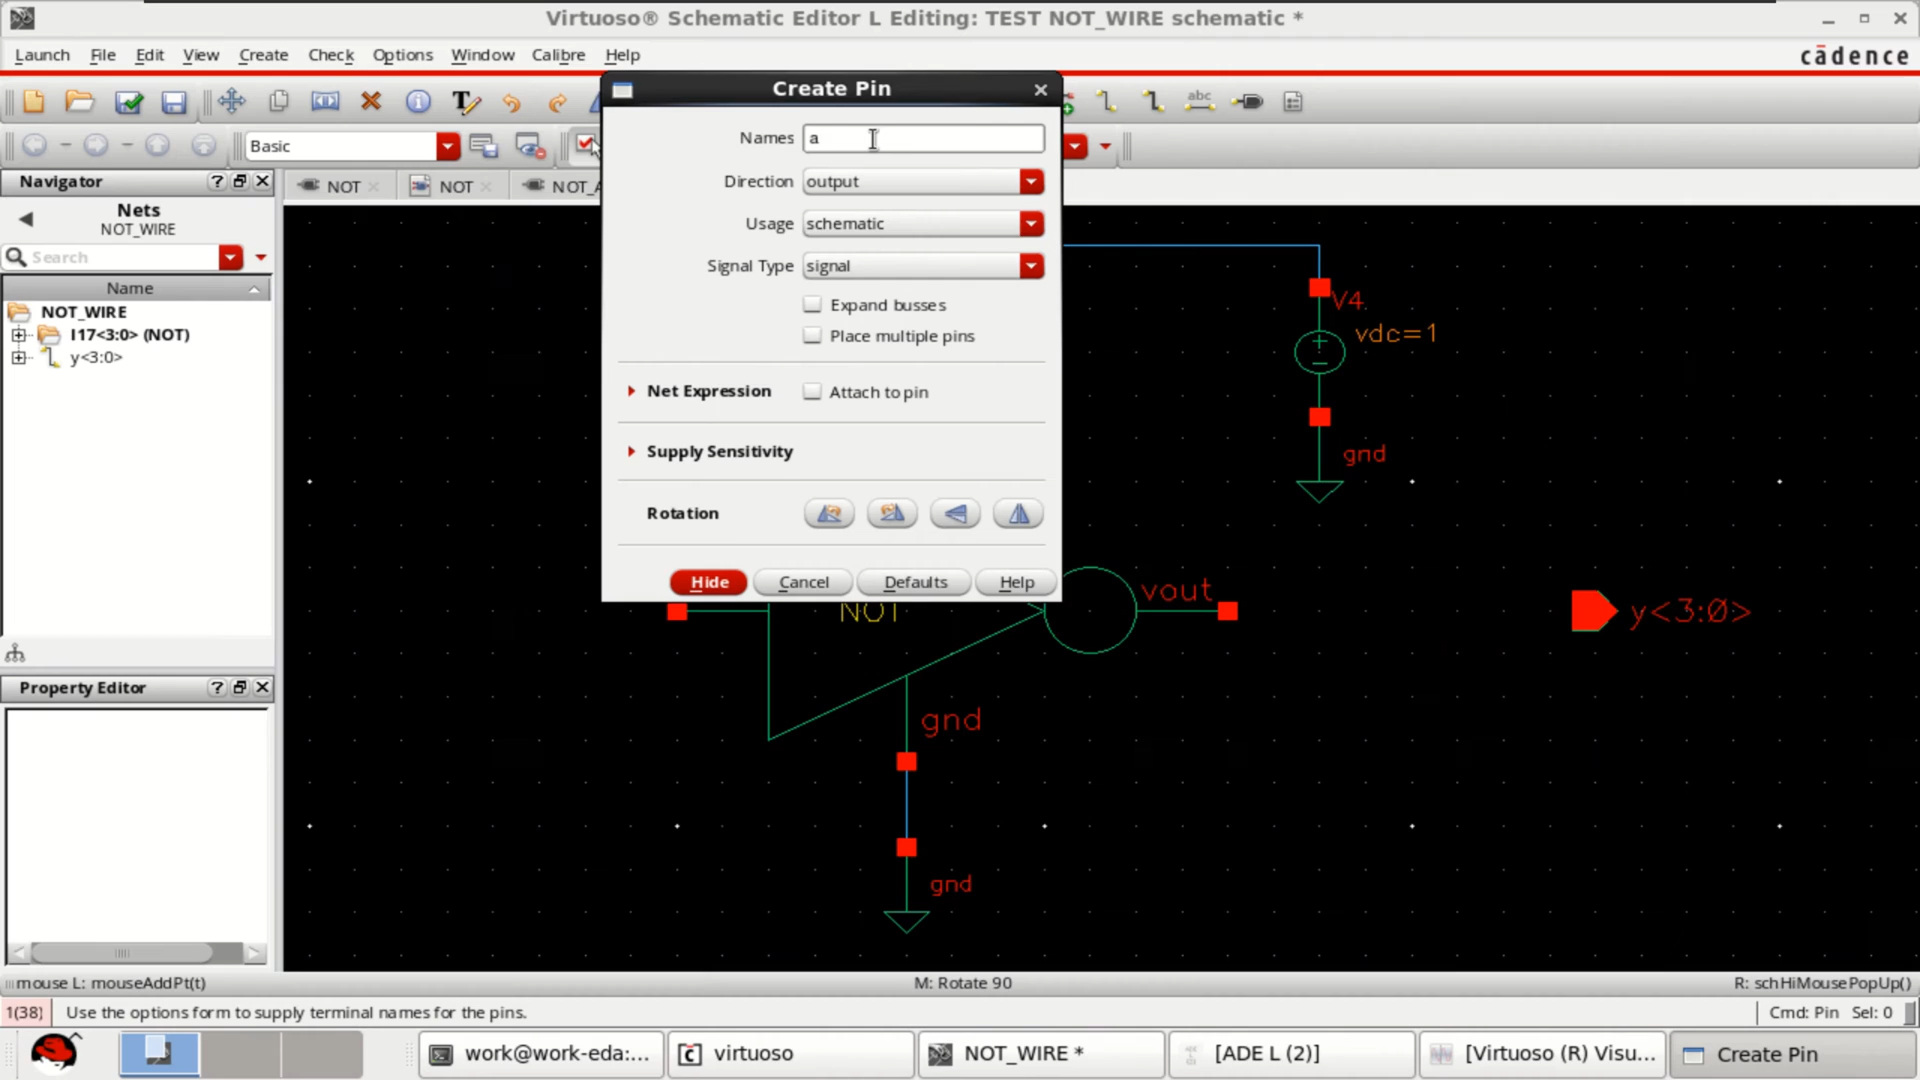 Virtuoso® Schematic Editor L Editing: TEST NOT_WIRE schematic *
Launch File Edit View Create Check Options Window Calibre Help
cādence
abc
Basic
Create Pin
Names a
Direction output
Usage schematic
Signal Type signal
Expand busses
Place multiple pins
Net Expression Attach to pin
Supply Sensitivity
Rotation
Hide Cancel Defaults Help
Navigator
Nets
NOT_WIRE
Search
Name
NOT_WIRE
I17<3:0> (NOT)
y<3:0>
Property Editor
NOT NOT NOT_A
V4
vdc=1
gnd
NOT
vout
y<3:0>
gnd
gnd
mouse L: mouseAddPt(t) M: Rotate 90 R: schHiMousePopUp()
1(38) Use the options form to supply terminal names for the pins. Cmd: Pin Sel: 0
work@work-eda:... virtuoso NOT_WIRE * [ADE L (2)] [Virtuoso (R) Visu... Create Pin